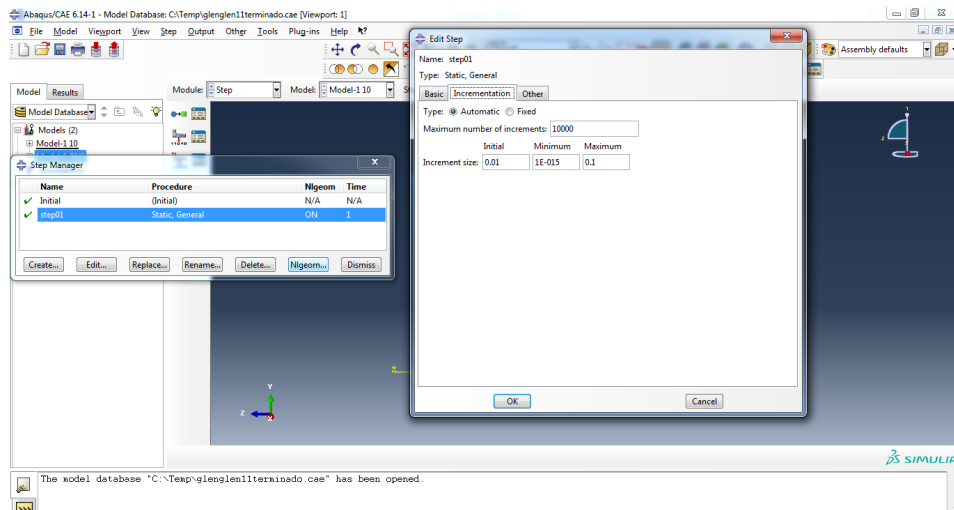 Abaqus/CAE 6.14-1 - Model Database: C:\Temp\glenglen11terminado.cae [Viewport: 1]
File Model Viewport View Step Output Other Tools Plug-ins Help
Assembly defaults
Model Results
Module: Step Model: Model-1 10
Model Database
Models (2)
Model-1 10
Step Manager
Name Procedure Nlgeom Time
Initial (Initial) N/A N/A
step01 Static, General ON 1
Create... Edit... Replace... Rename... Delete... Nlgeom... Dismiss
Edit Step
Name: step01
Type: Static, General
Basic Incrementation Other
Type: Automatic Fixed
Maximum number of increments: 10000
Initial Minimum Maximum
Increment size: 0.01 1E-015 0.1
OK Cancel
Y
Z
Z
Y
Z
X
SIMULIA
The model database "C:\Temp\glenglen11terminado.cae" has been opened.